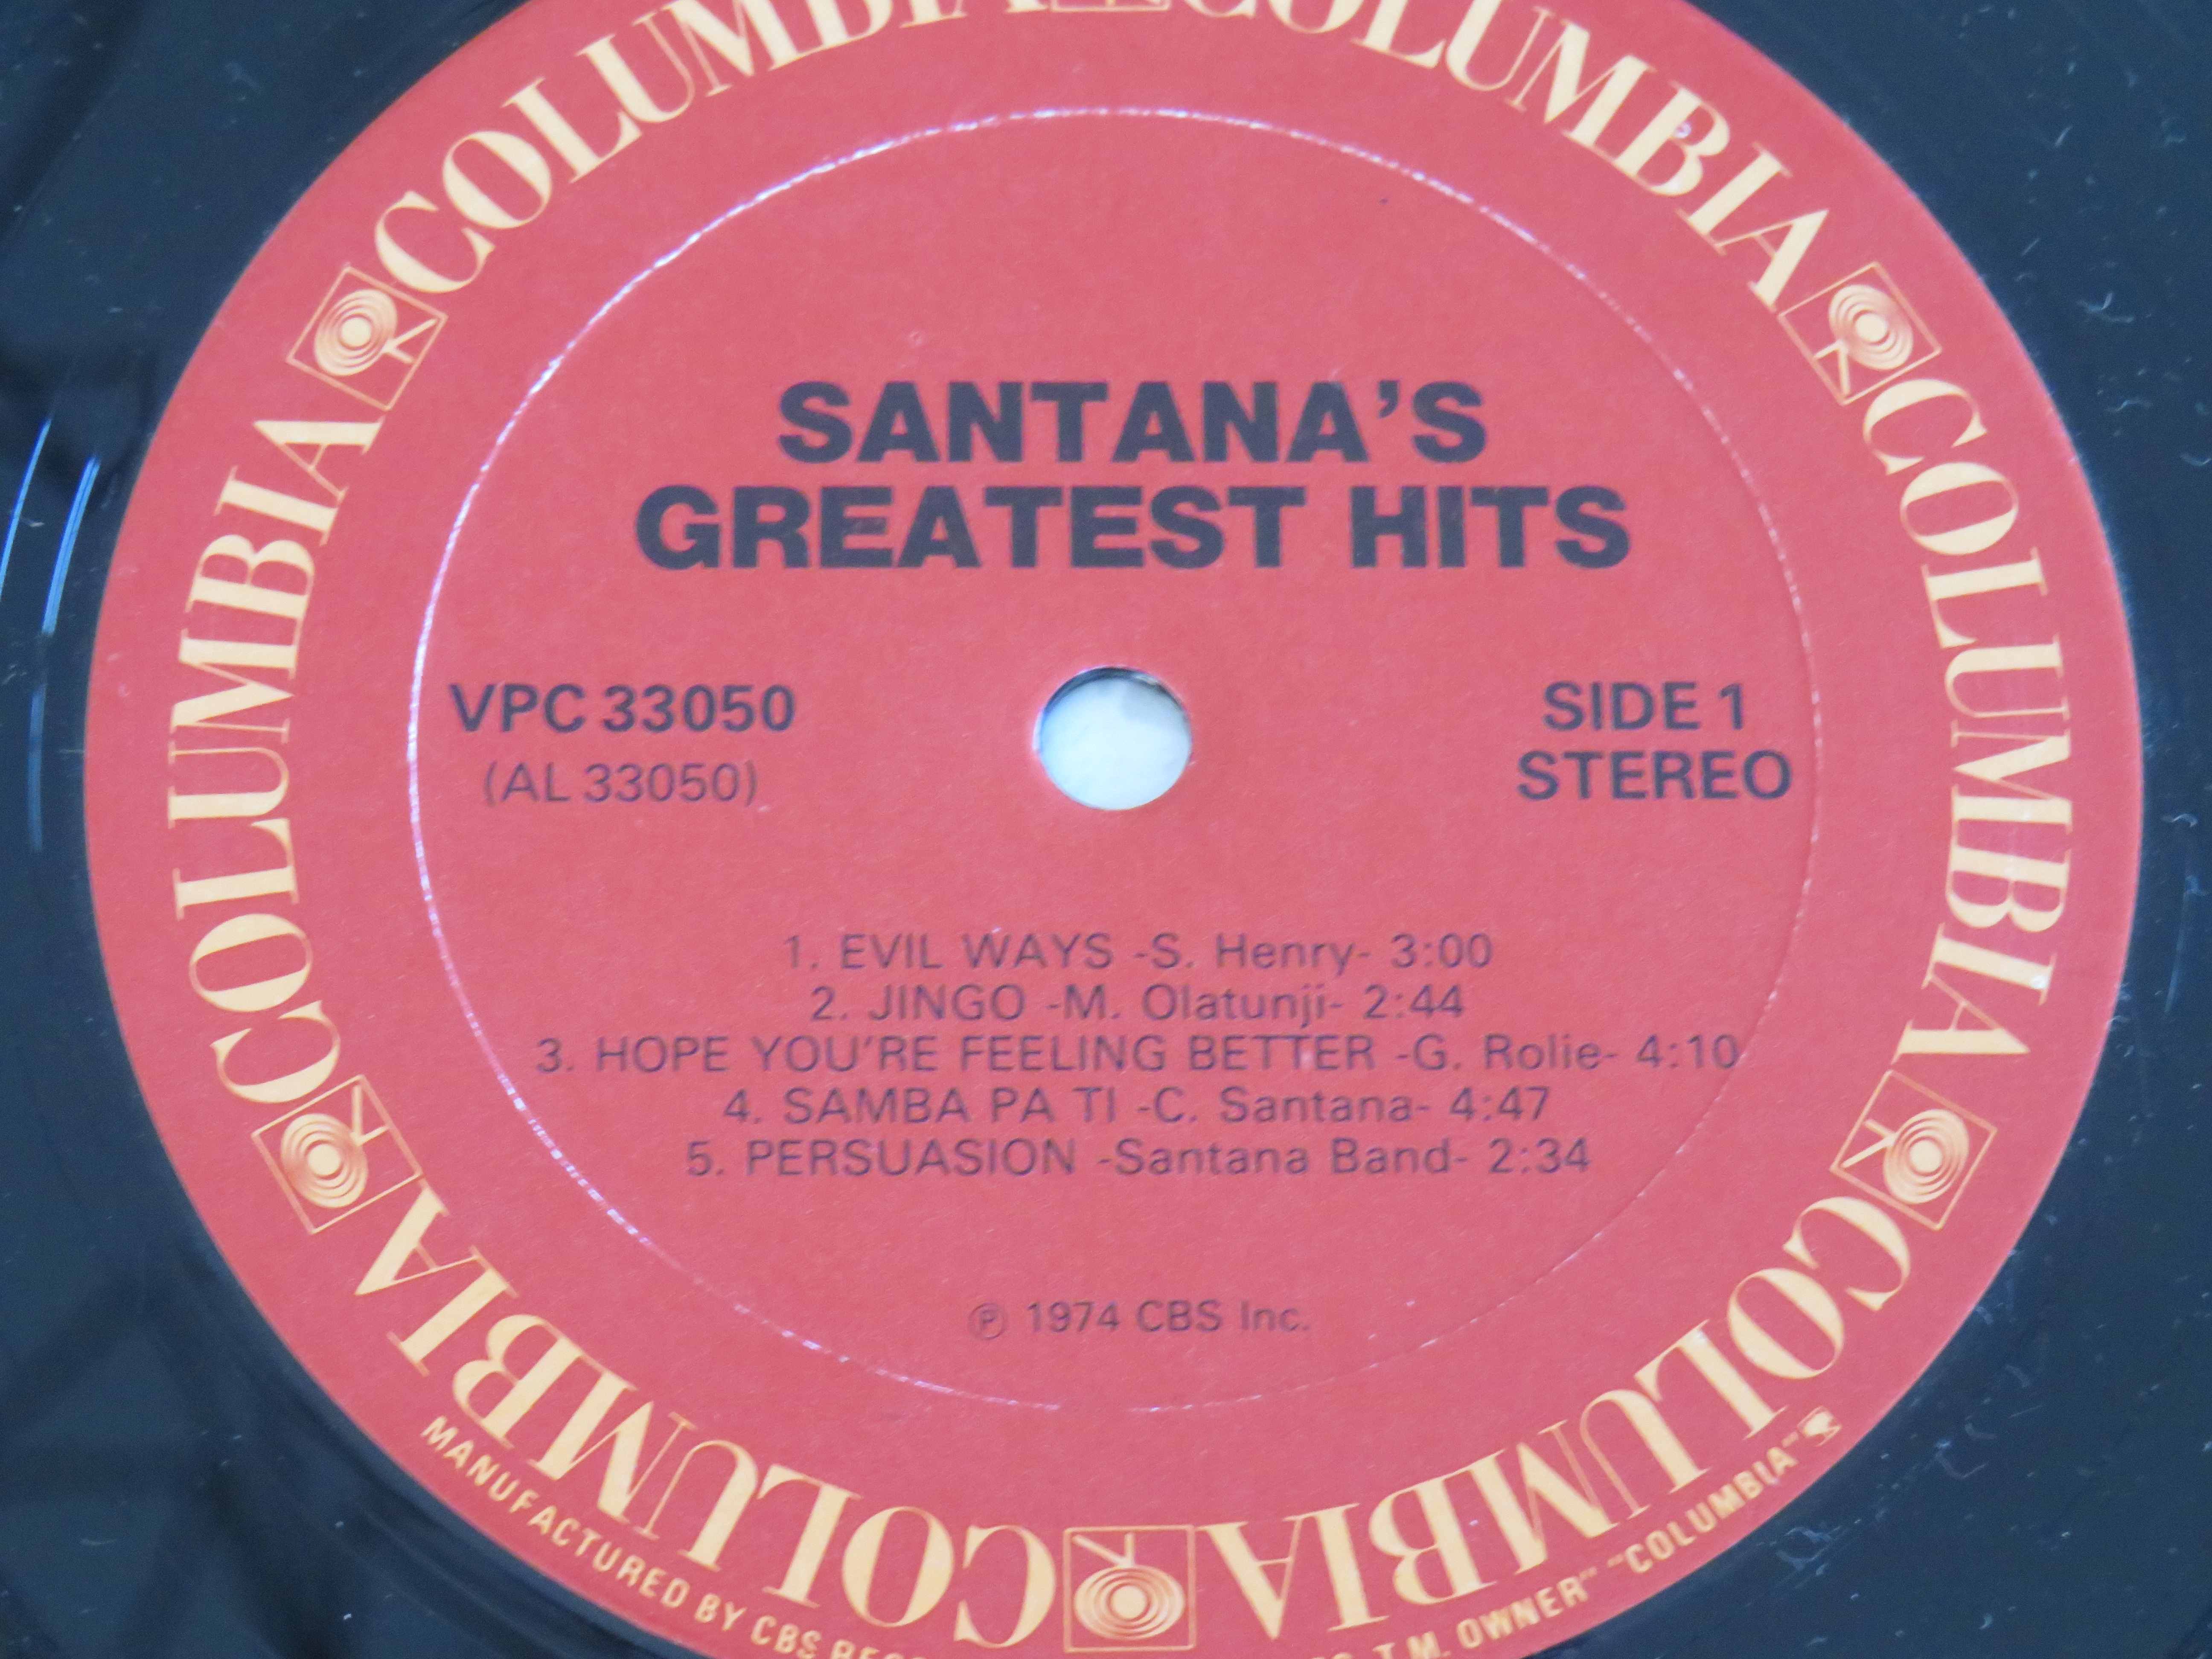 COLUMBIA COLUMBIA
COLUMBIA COLUMBIA
SANTANA'S
GREATEST HITS
VPC 33050
(AL 33050)
SIDE 1
STEREO
1. EVIL WAYS -S. Henry- 3:00
2. JINGO -M. Olatunji- 2:44
3. HOPE YOU'RE FEELING BETTER -G. Rolie- 4:10
4. SAMBA PA TI -C. Santana- 4:47
5. PERSUASION -Santana Band- 2:34
℗ 1974 CBS Inc.
COLUMBIA COLUMBIA
MANUFACTURED BY CBS
T.M. OWNER" "COLUMBIA"